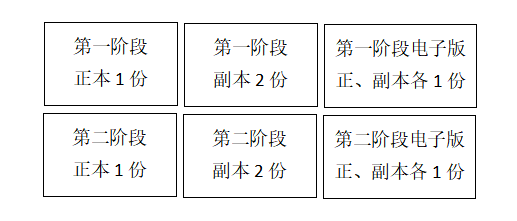 第一阶段
正本 1 份
第一阶段
副本 2 份
第一阶段电子版
正、副本各 1 份
第二阶段
正本 1 份
第二阶段
副本 2 份
第二阶段电子版
正、副本各 1 份